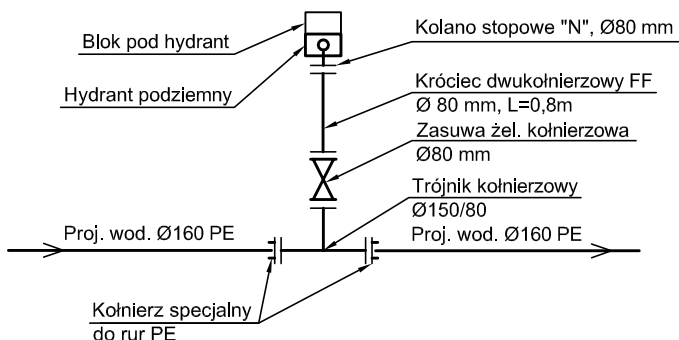 Blok pod hydrant
Kolano stopowe "N", Ø80 mm
Hydrant podziemny
Króciec dwukołnierzowy FF
Ø 80 mm, L=0,8m
Zasuwa żel. kołnierzowa
Ø80 mm
Trójnik kołnierzowy
Ø150/80
Proj. wod. Ø160 PE
Proj. wod. Ø160 PE
Kołnierz specjalny
do rur PE